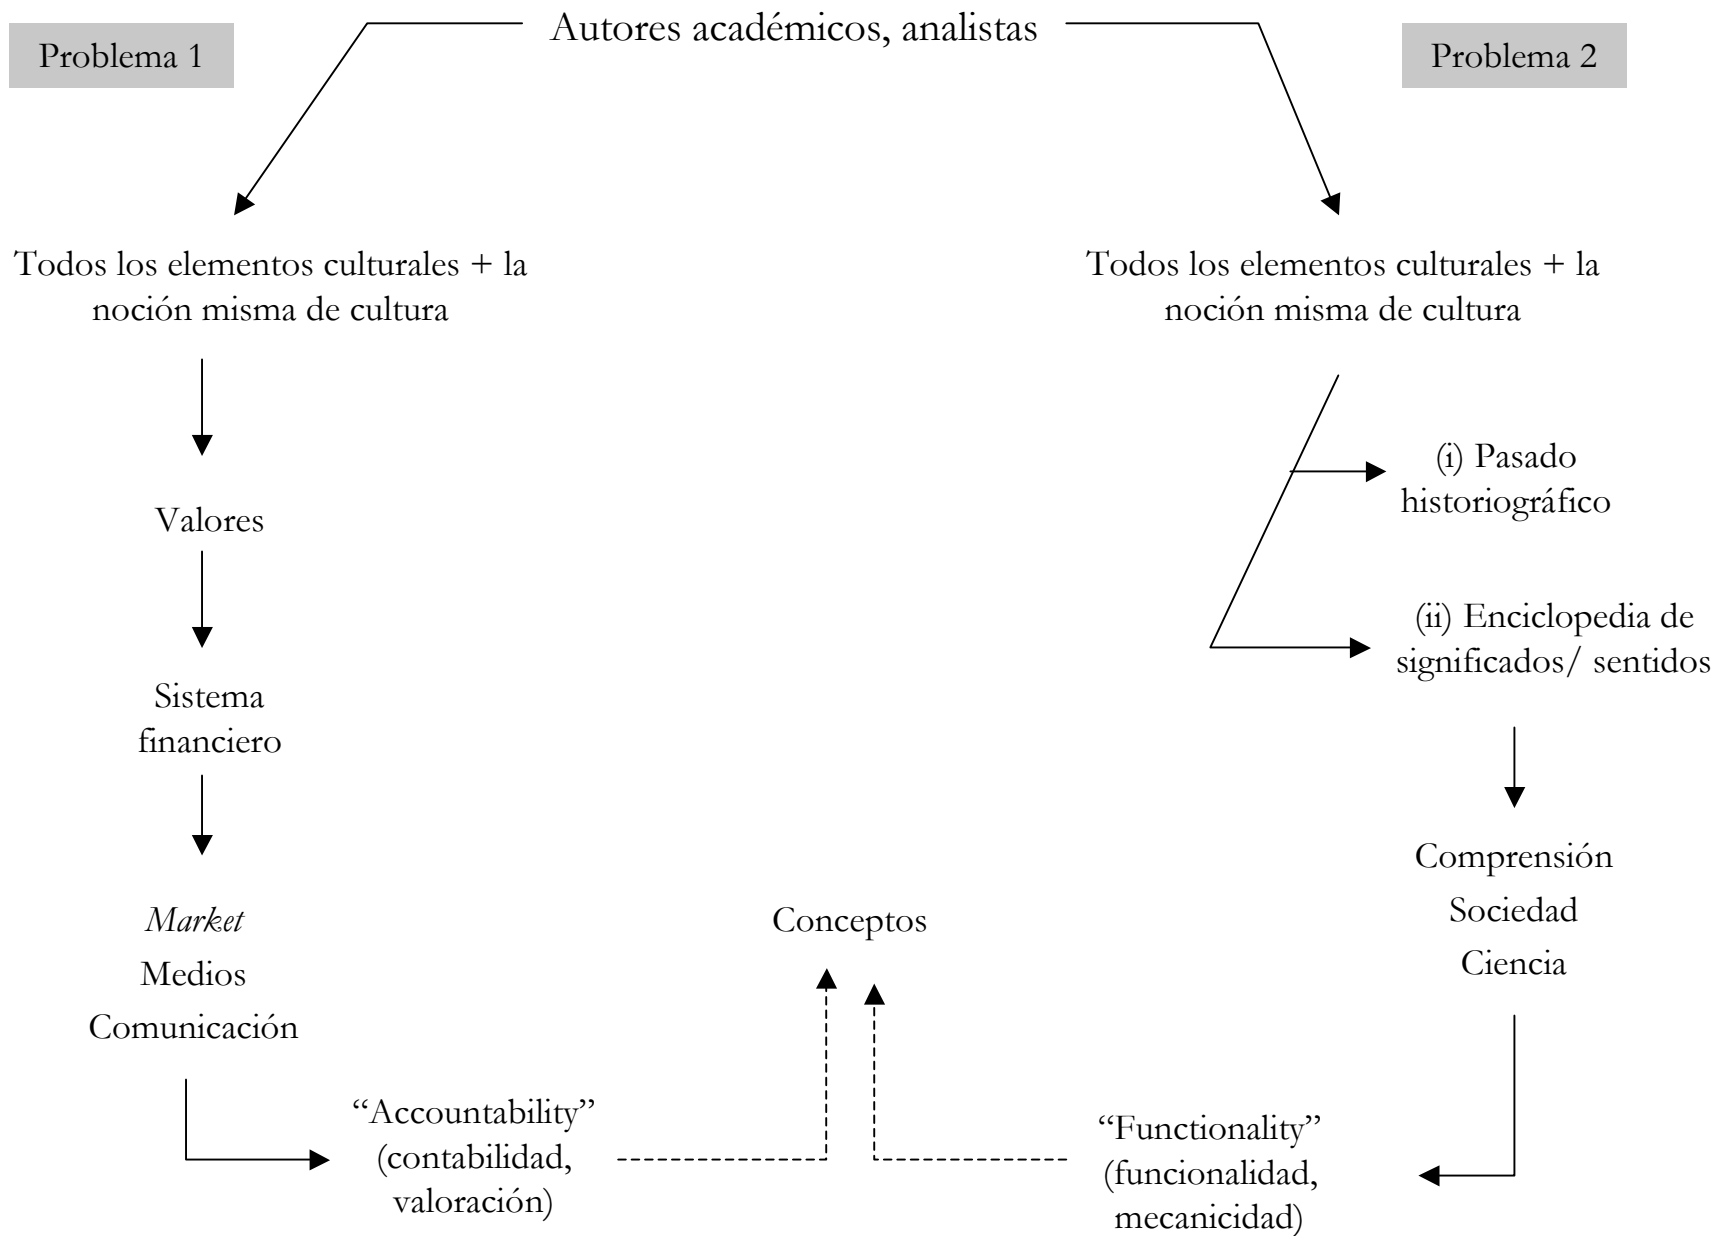 Autores académicos, analistas
Problema 1
Problema 2
Todos los elementos culturales + la
noción misma de cultura
Todos los elementos culturales + la
noción misma de cultura
Valores
Sistema
financiero
Market
Medios
Comunicación
“Accountability”
(contabilidad,
valoración)
Conceptos
(i) Pasado
historiográfico
(ii) Enciclopedia de
significados/ sentidos
Comprensión
Sociedad
Ciencia
“Functionality”
(funcionalidad,
mecanicidad)